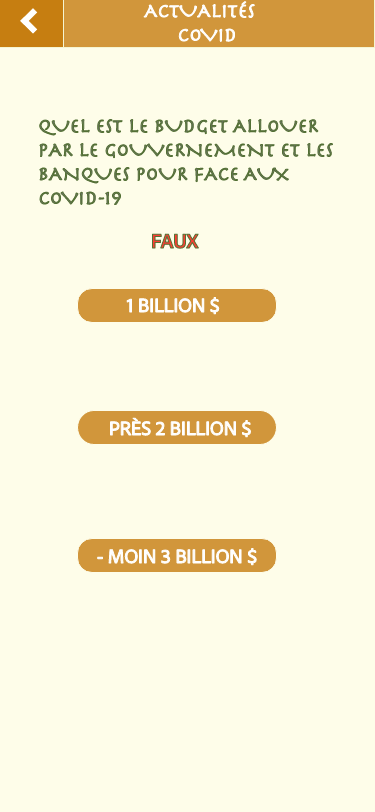 ACTUALITÉS
COVID
QUEL EST LE BUDGET ALLOUER
PAR LE GOUVERNEMENT ET LES
BANQUES POUR FACE AUX
COVID-19
FAUX
1 BILLION $
PRÈS 2 BILLION $
- MOIN 3 BILLION $